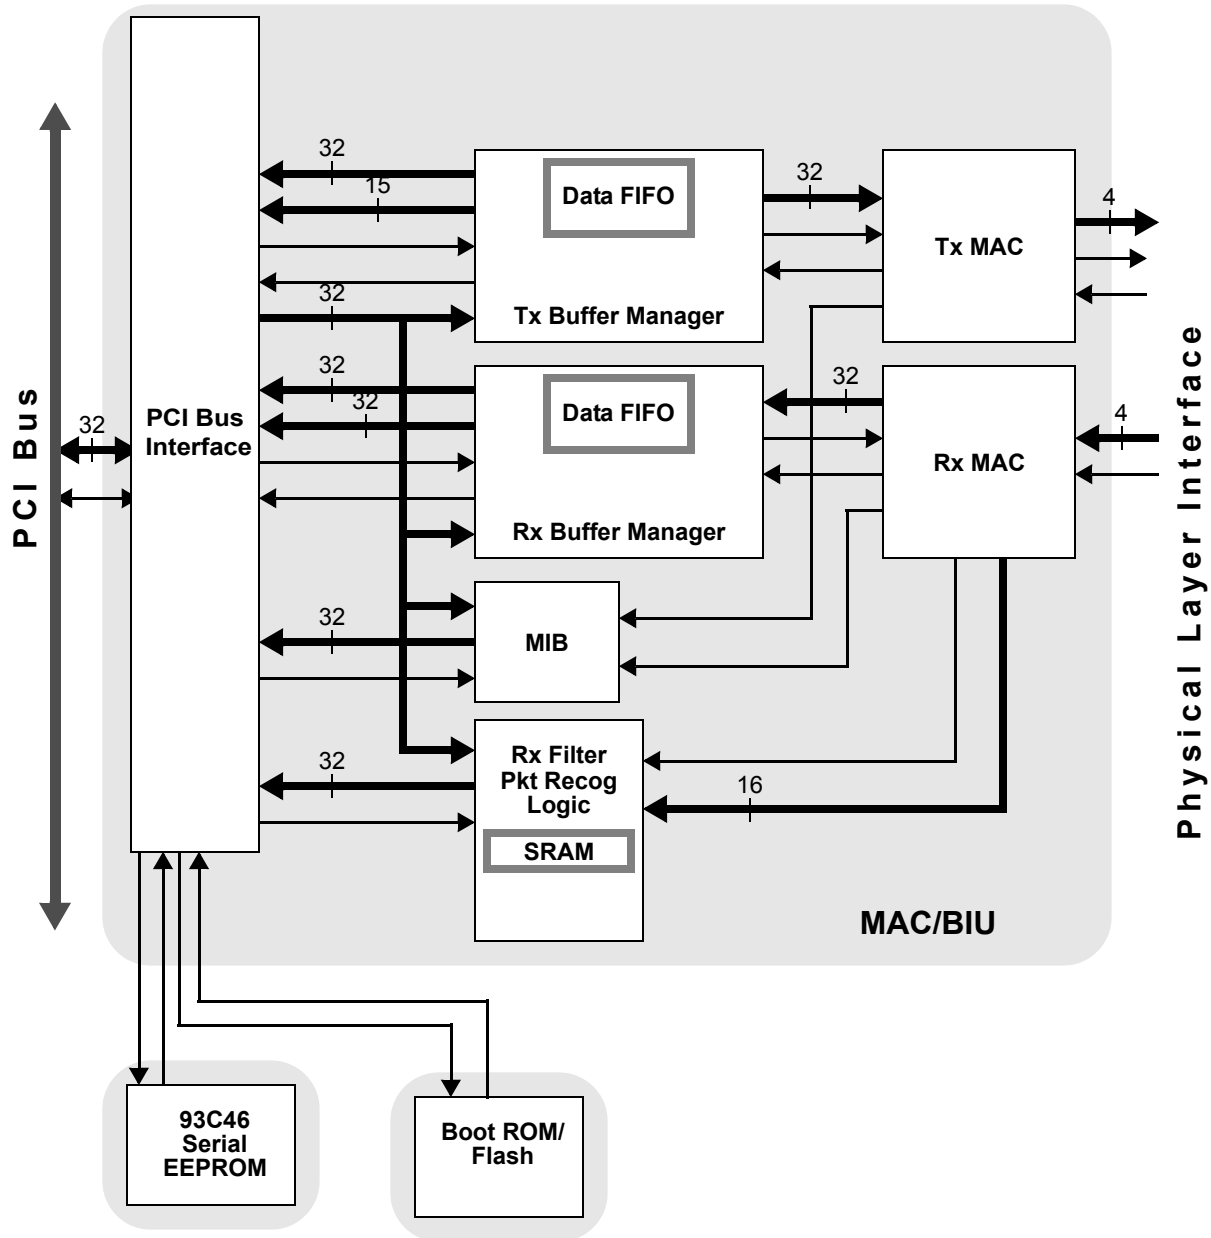 32
15
Data FIFO
32
Tx MAC
4
32
Tx Buffer Manager
32
32
Data FIFO
32
4
PCI Bus
Interface
32
Rx MAC
Rx Buffer Manager
PCI Bus
Physical Layer Interface
32
MIB
32
Rx Filter
Pkt Recog
Logic
16
SRAM
MAC/BIU
93C46
Serial
EEPROM
Boot ROM/
Flash